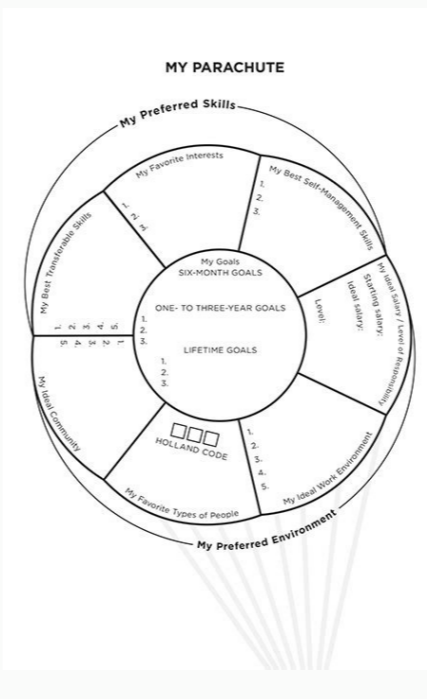 MY PARACHUTE
My Preferred Skills
My Favorite Interests
1.
2.
3.
My Best Self-Management Skills
1.
2.
3.
My Best Transferable Skills
1.
2.
3.
4.
5.
My Ideal Salary / Level of Responsibility
Starting salary:
Ideal salary:
Level:
My Goals
SIX-MONTH GOALS
ONE- TO THREE-YEAR GOALS
1.
2.
3.
LIFETIME GOALS
1.
2.
3.
My Ideal Community
1.
2.
3.
4.
5.
HOLLAND CODE
My Favorite Types of People
My Ideal Work Environment
1.
2.
3.
4.
5.
My Preferred Environment